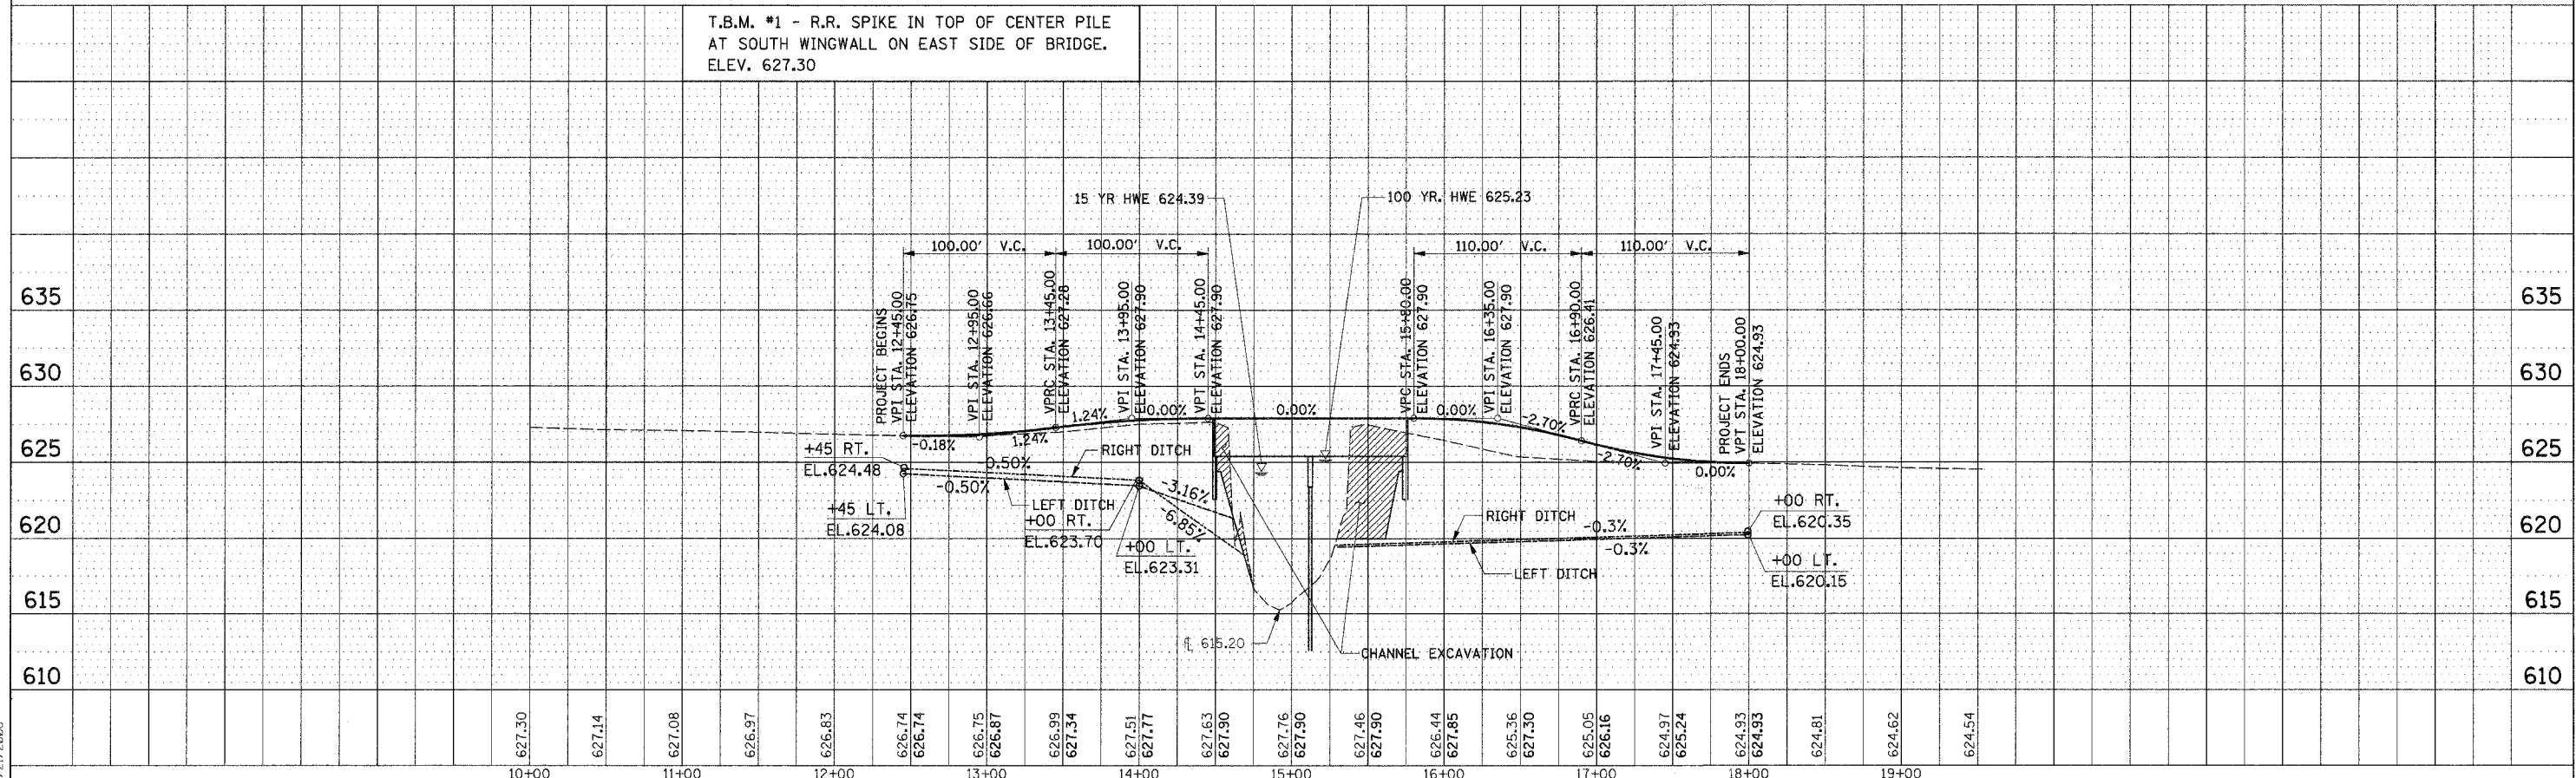 T.B.M. #1 - R.R. SPIKE IN TOP OF CENTER PILE
AT SOUTH WINGWALL ON EAST SIDE OF BRIDGE.
ELEV. 627.30
15 YR HWE 624.39
100 YR. HWE 625.23
100.00' V.C.
100.00' V.C.
110.00' V.C.
110.00' V.C.
635
635
630
630
625
625
620
620
615
615
610
610
PROJECT BEGINS
VPI STA. 12+45.00
ELEVATION 626.75
VPI STA. 12+95.00
ELEVATION 626.66
VPRC STA. 13+45.00
ELEVATION 627.28
VPI STA. 13+95.00
ELEVATION 627.90
VPT STA. 14+45.00
ELEVATION 627.90
VPC STA. 15+80.00
ELEVATION 627.90
VPI STA. 16+35.00
ELEVATION 627.90
VPRC STA. 16+90.00
ELEVATION 626.41
VPI STA. 17+45.00
ELEVATION 624.93
PROJECT ENDS
VPT STA. 18+00.00
ELEVATION 624.93
-0.18%
1.24%
1.24%
0.00%
0.00%
0.00%
-2.70%
-2.70%
0.00%
+45 RT.
EL.624.48
+45 LT.
EL.624.08
0.50%
-0.50%
RIGHT DITCH
LEFT DITCH
+00 RT.
EL.623.70
+00 LT.
EL.623.31
-3.16%
-6.85%
RIGHT DITCH
LEFT DITCH
-0.3%
-0.3%
+00 RT.
EL.620.35
+00 LT.
EL.620.15
℄ 615.20
CHANNEL EXCAVATION
627.30
627.14
627.08
626.97
626.83
626.74
626.74
626.75
626.87
626.99
627.34
627.51
627.77
627.63
627.90
627.76
627.90
627.46
627.90
626.44
627.85
625.36
627.30
625.05
626.16
624.97
625.24
624.93
624.93
624.81
624.62
624.54
10+00
11+00
12+00
13+00
14+00
15+00
16+00
17+00
18+00
19+00